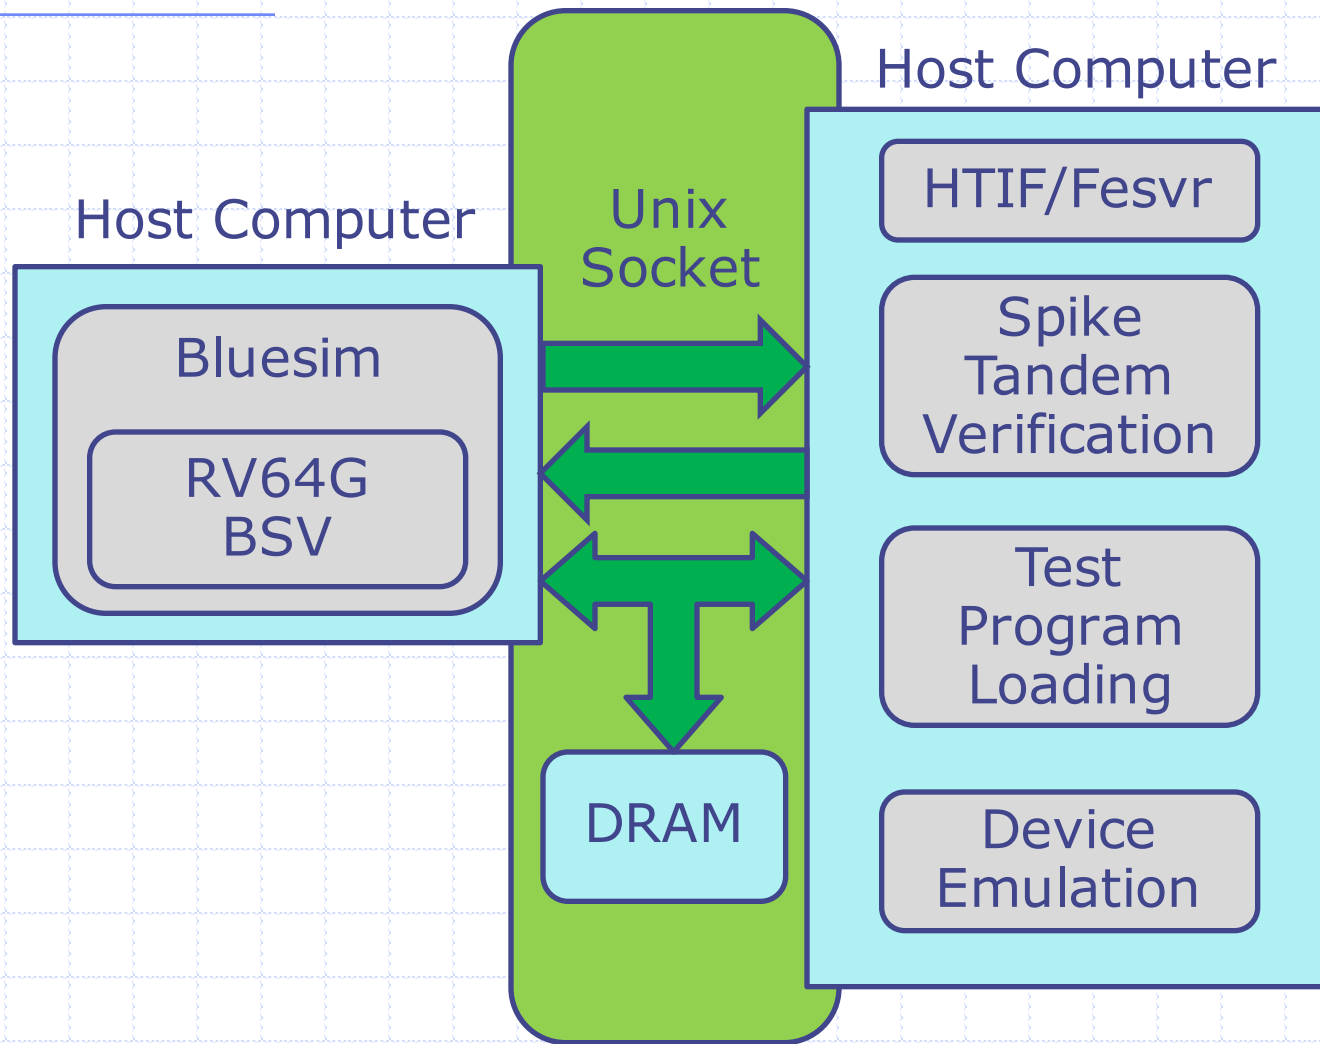 Host Computer
Bluesim
RV64G
BSV
Unix
Socket
DRAM
Host Computer
HTIF/Fesvr
Spike
Tandem
Verification
Test
Program
Loading
Device
Emulation